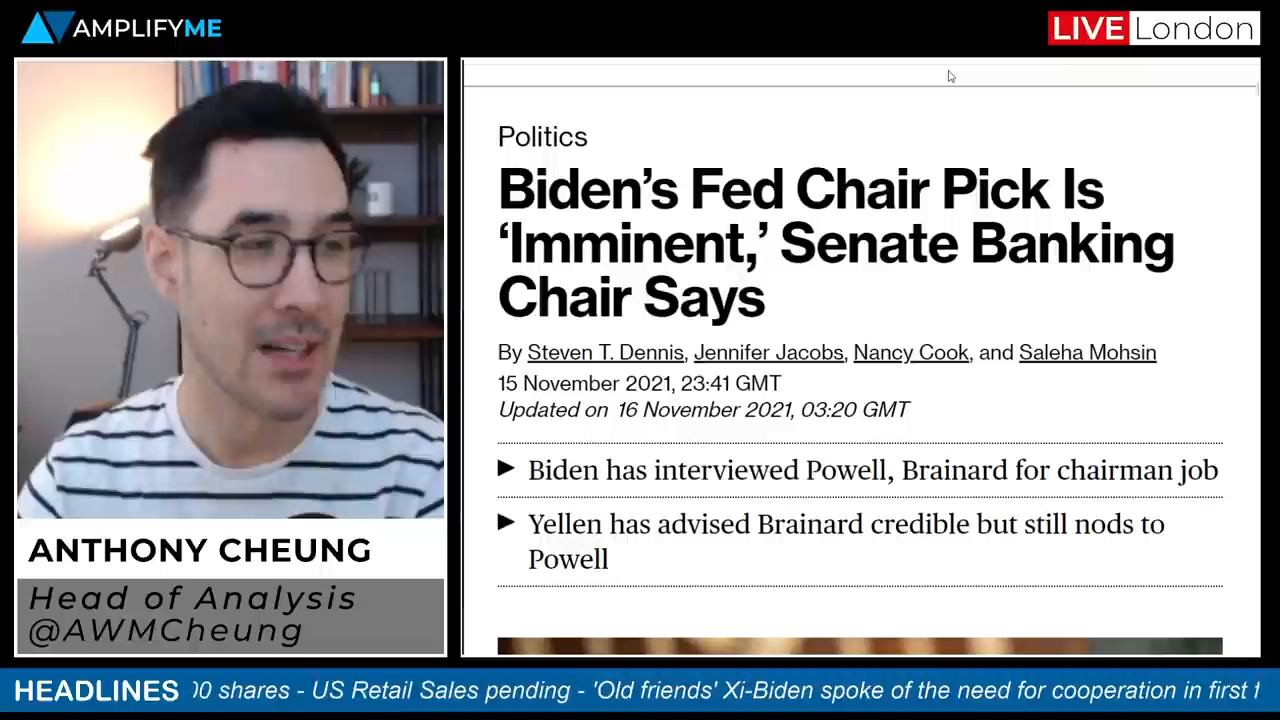 AMPLIFYME
LIVE London
Politics
Biden's Fed Chair Pick Is
'Imminent,' Senate Banking
Chair Says
By Steven T. Dennis, Jennifer Jacobs, Nancy Cook, and Saleha Mohsin
15 November 2021, 23:41 GMT
Updated on 16 November 2021, 03:20 GMT
Biden has interviewed Powell, Brainard for chairman job
Yellen has advised Brainard credible but still nods to
Powell
ANTHONY CHEUNG
Head of Analysis
@AWMCheung
HEADLINES 00 shares - US Retail Sales pending - 'Old friends' Xi-Biden spoke of the need for cooperation in first